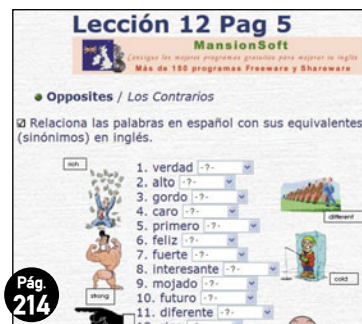 Lección 12 Pag 5
MansionSoft
Consigue los mejores programas gratuitos para mejorar tu inglés
Más de 150 programas Freeware y Shareware
Opposites / Los Contrarios
Relaciona las palabras en español con sus equivalentes
(sinónimos) en inglés.
rich
1. verdad -?-
2. alto -?-
3. gordo -?-
4. caro -?-
different
5. primero -?-
6. feliz -?-
7. fuerte -?-
8. interesante -?-
cold
9. mojado -?-
strong
10. futuro -?-
11. diferente -?-
Pág.
214